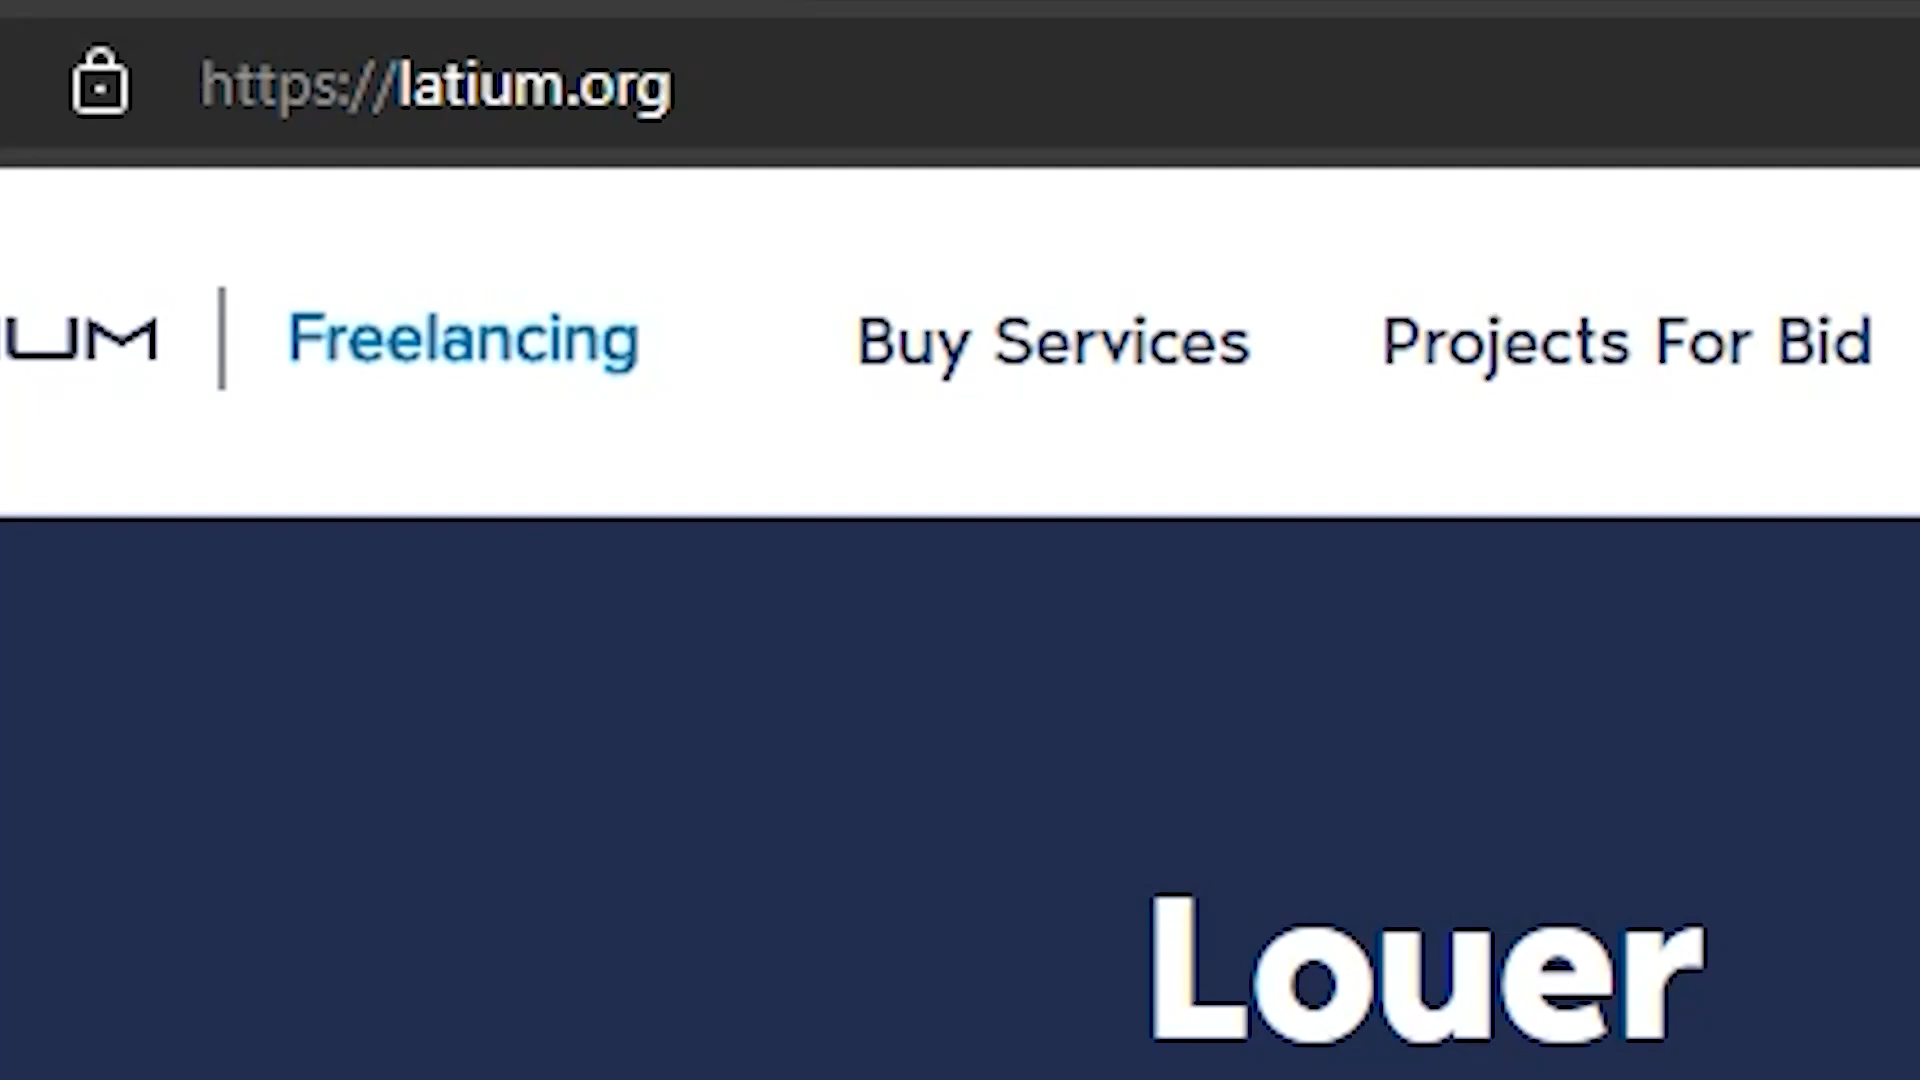 https://latium.org
UM | Freelancing Buy Services Projects For Bid
Louer